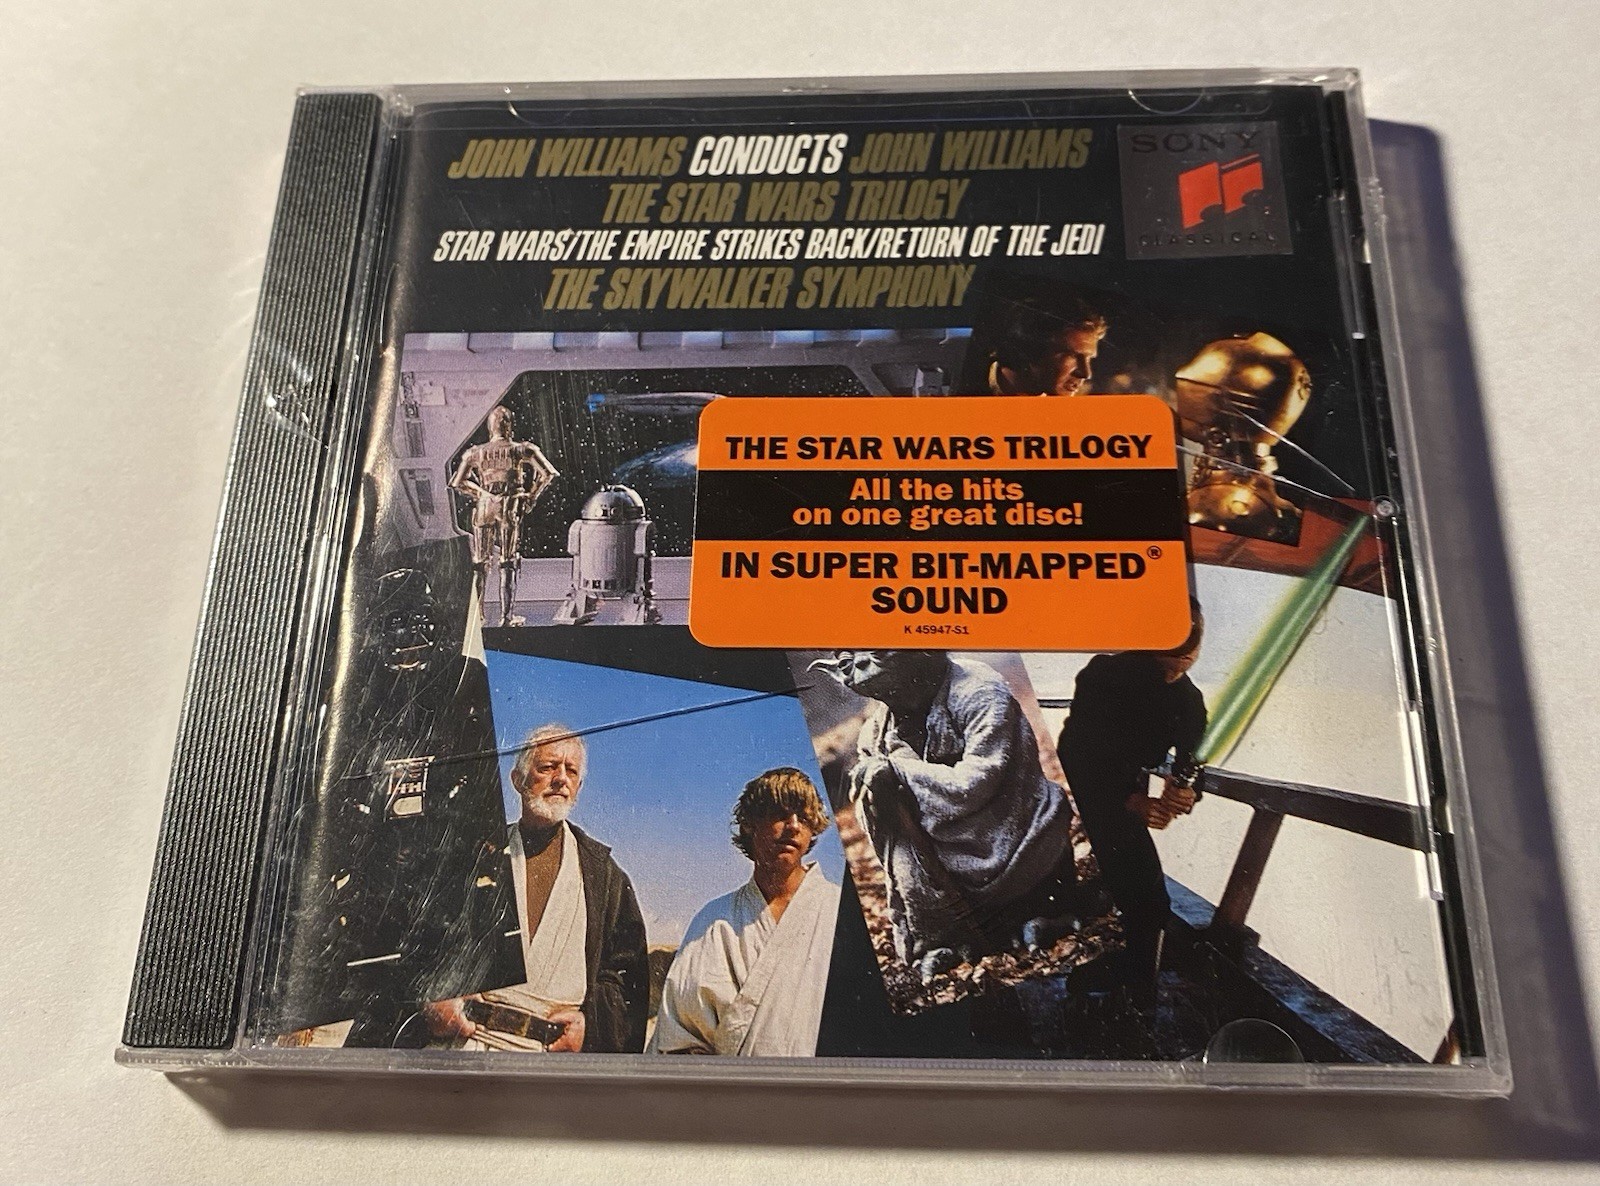 JOHN WILLIAMS CONDUCTS JOHN WILLIAMS
THE STAR WARS TRILOGY
STAR WARS/THE EMPIRE STRIKES BACK/RETURN OF THE JEDI
THE SKYWALKER SYMPHONY
SONY
CLASSICAL
THE STAR WARS TRILOGY
All the hits
on one great disc!
IN SUPER BIT-MAPPED®
SOUND
K 45947-S1